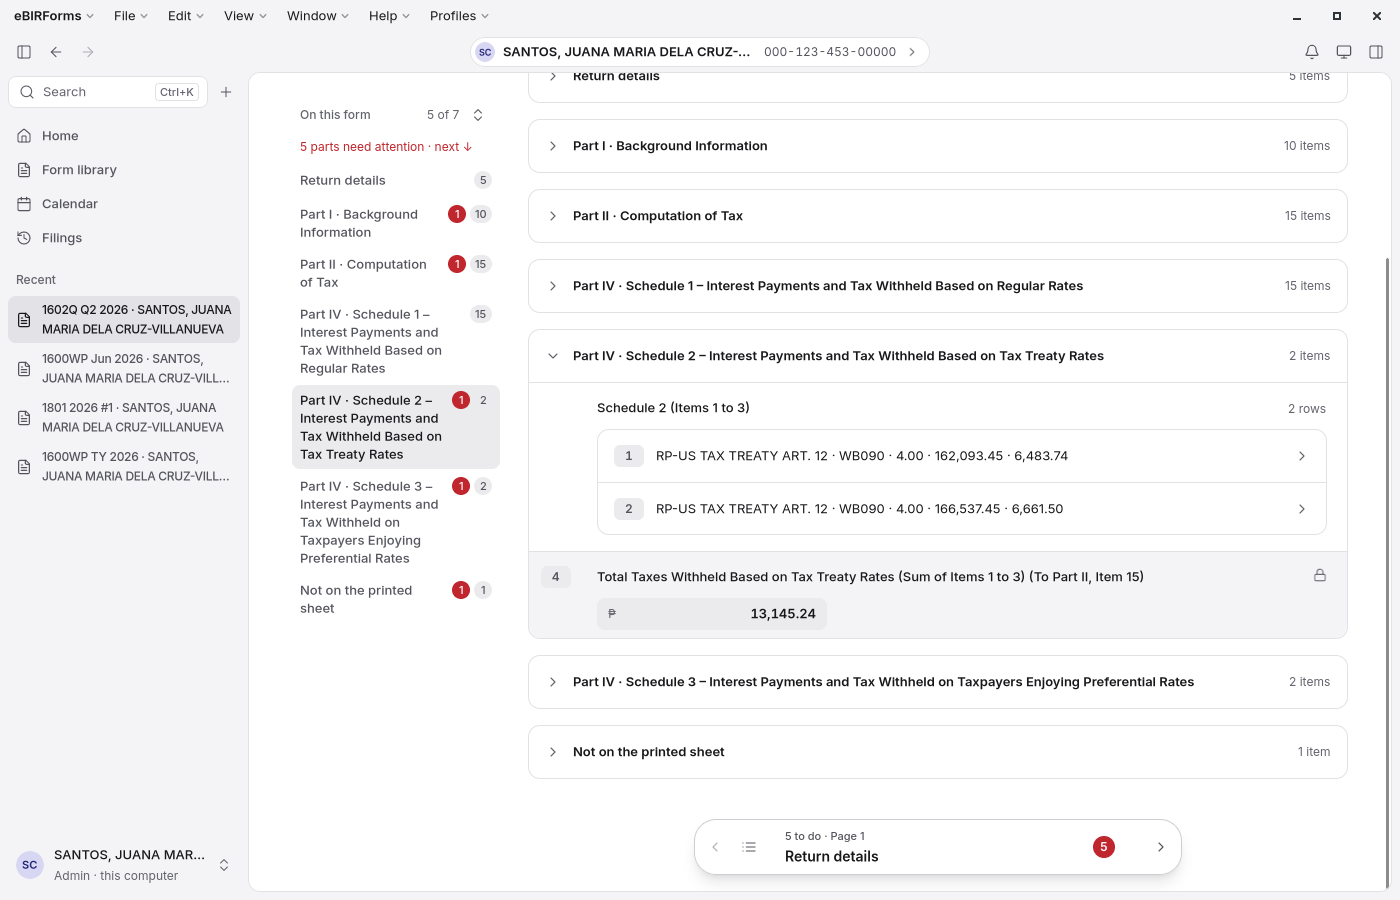 eBIRForms File Edit View Window Help Profiles
SC SANTOS, JUANA MARIA DELA CRUZ-... 000-123-453-00000
Search Ctrl+K
Home
Form library
Calendar
Filings
Recent
1602Q Q2 2026 · SANTOS, JUANA
MARIA DELA CRUZ-VILLANUEVA
1600WP Jun 2026 · SANTOS,
JUANA MARIA DELA CRUZ-VILL...
1801 2026 #1 · SANTOS, JUANA
MARIA DELA CRUZ-VILLANUEVA
1600WP TY 2026 · SANTOS,
JUANA MARIA DELA CRUZ-VILL...
SC SANTOS, JUANA MAR...
Admin · this computer
On this form 5 of 7
5 parts need attention · next ↓
Return details 5
Part I · Background 1 10
Information
Part II · Computation 1 15
of Tax
Part IV · Schedule 1 – 15
Interest Payments and
Tax Withheld Based on
Regular Rates
Part IV · Schedule 2 – 1 2
Interest Payments and
Tax Withheld Based on
Tax Treaty Rates
Part IV · Schedule 3 – 1 2
Interest Payments and
Tax Withheld on
Taxpayers Enjoying
Preferential Rates
Not on the printed 1 1
sheet
Return details 5 items
Part I · Background Information 10 items
Part II · Computation of Tax 15 items
Part IV · Schedule 1 – Interest Payments and Tax Withheld Based on Regular Rates 15 items
Part IV · Schedule 2 – Interest Payments and Tax Withheld Based on Tax Treaty Rates 2 items
Schedule 2 (Items 1 to 3) 2 rows
1 RP-US TAX TREATY ART. 12 · WB090 · 4.00 · 162,093.45 · 6,483.74
2 RP-US TAX TREATY ART. 12 · WB090 · 4.00 · 166,537.45 · 6,661.50
4 Total Taxes Withheld Based on Tax Treaty Rates (Sum of Items 1 to 3) (To Part II, Item 15)
₱ 13,145.24
Part IV · Schedule 3 – Interest Payments and Tax Withheld on Taxpayers Enjoying Preferential Rates 2 items
Not on the printed sheet 1 item
5 to do · Page 1
Return details 5